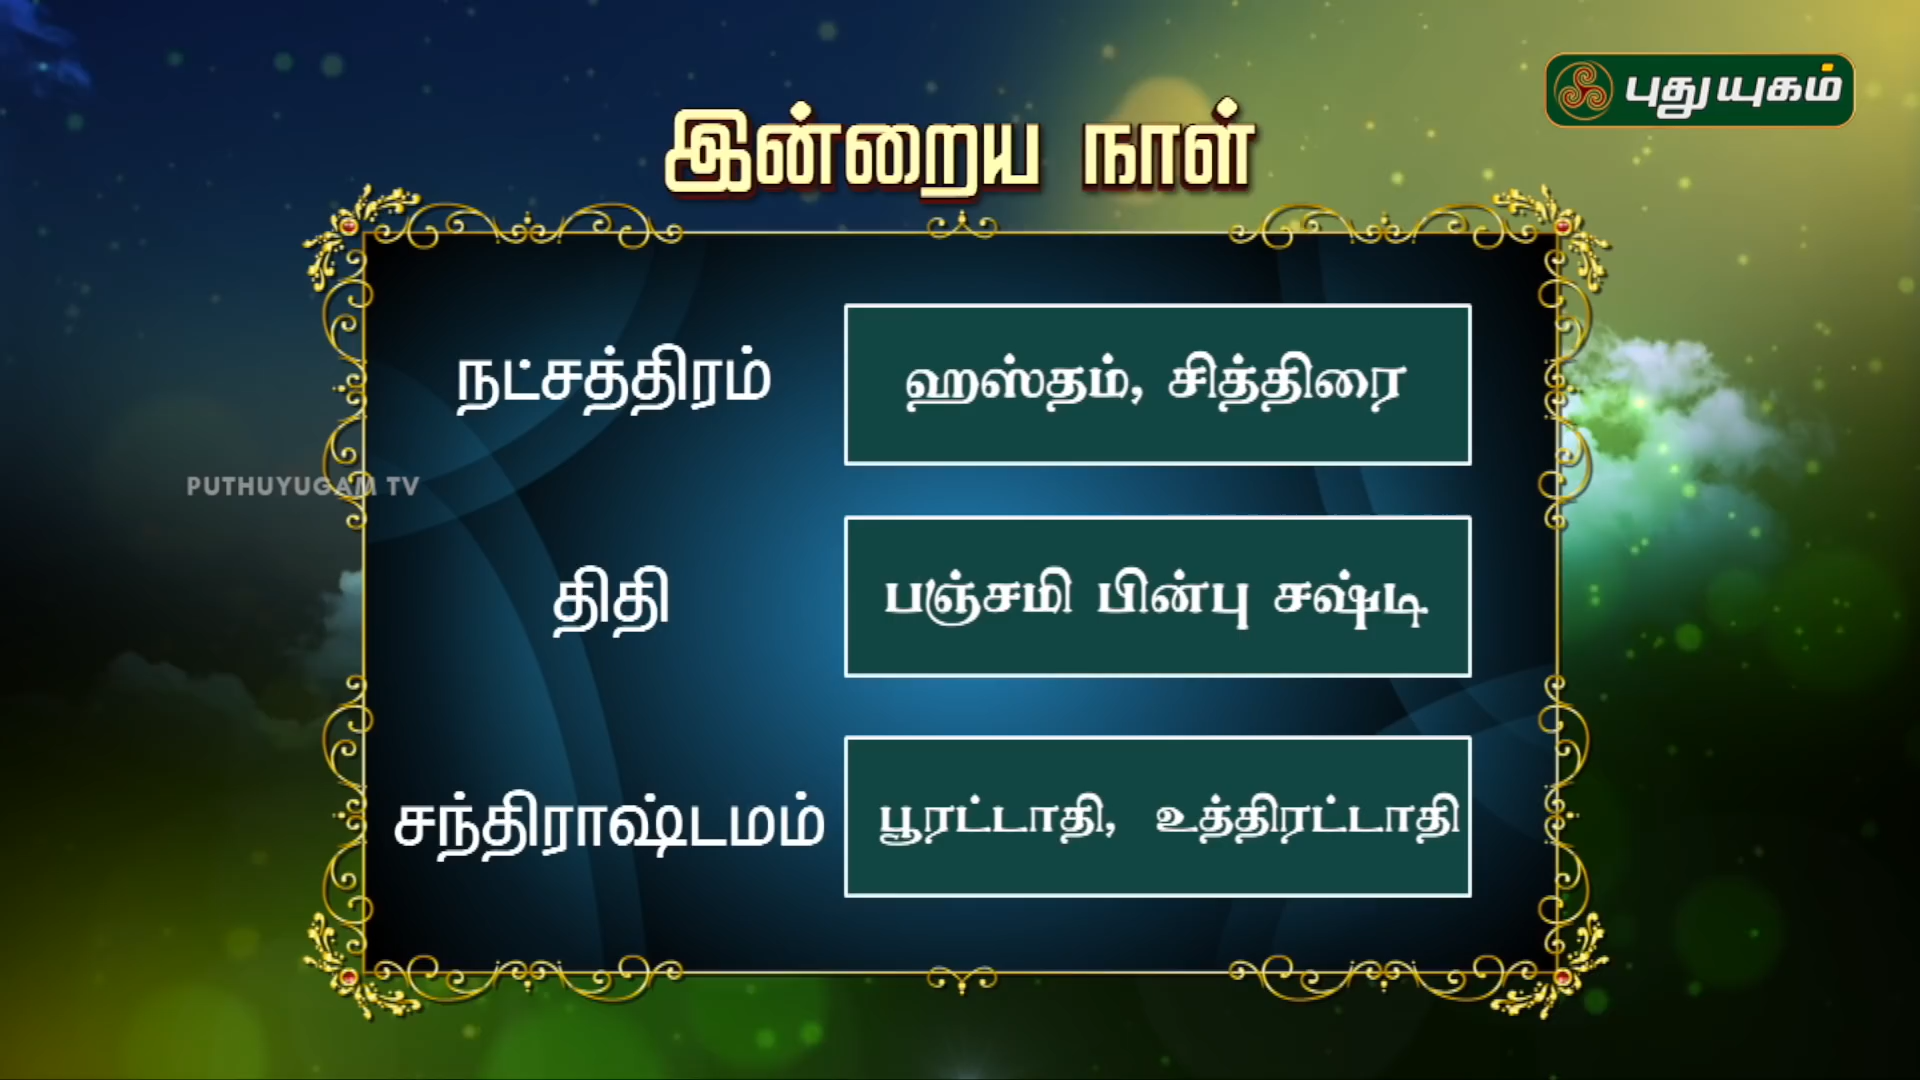 புதுயுகம்
இன்றைய நாள்
நட்சத்திரம் ஹஸ்தம், சித்திரை
PUTHUYUGAM TV
திதி பஞ்சமி பின்பு சஷ்டி
சந்திராஷ்டமம் பூரட்டாதி, உத்திரட்டாதி